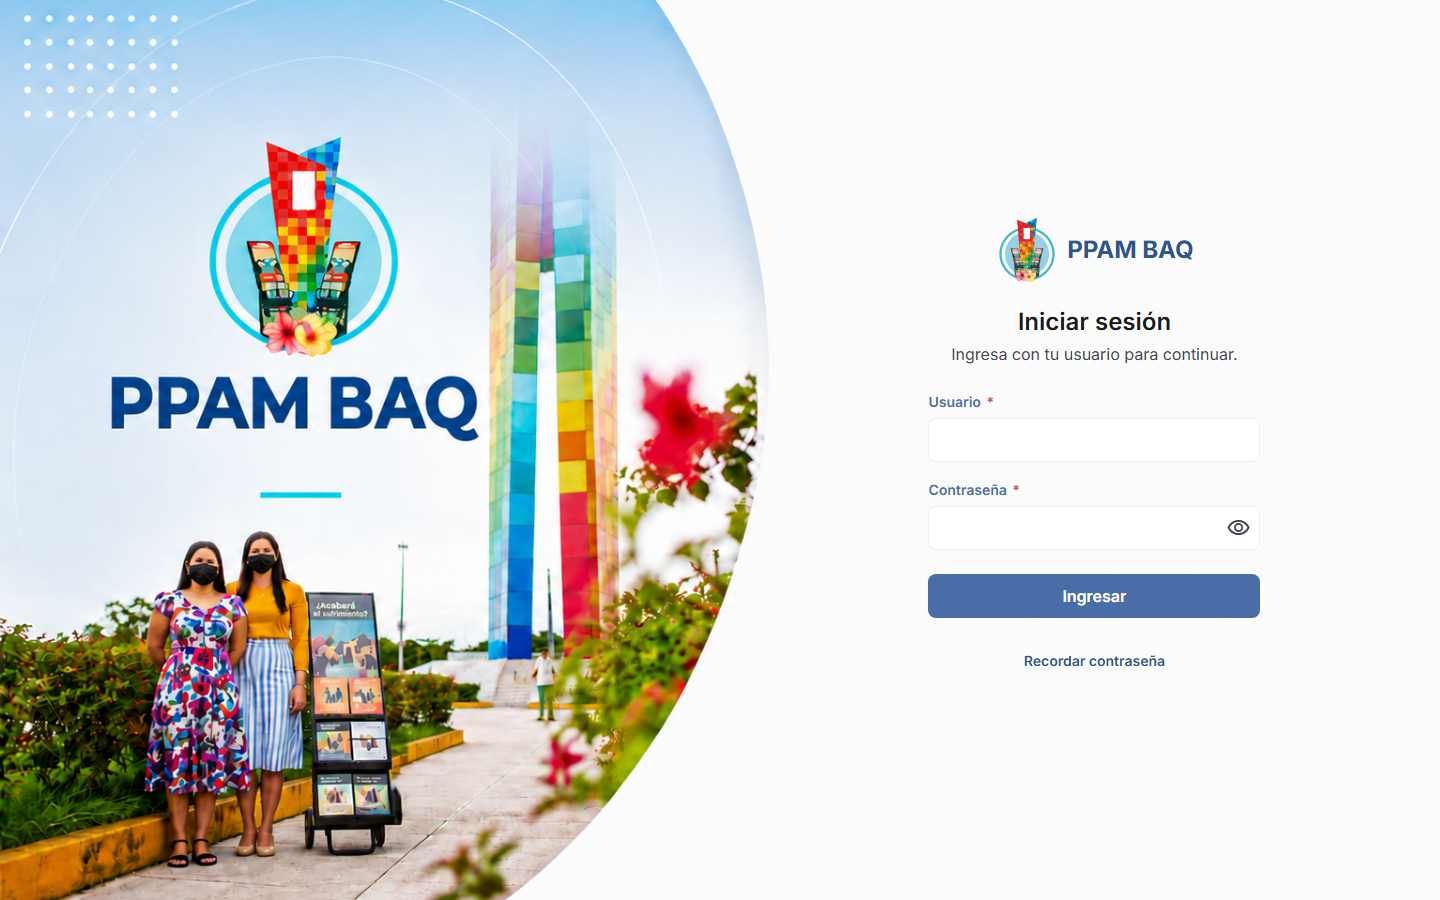 PPAM BAQ
¿Acabará
el sufrimiento?
PPAM BAQ
Iniciar sesión
Ingresa con tu usuario para continuar.
Usuario *
Contraseña *
Ingresar
Recordar contraseña